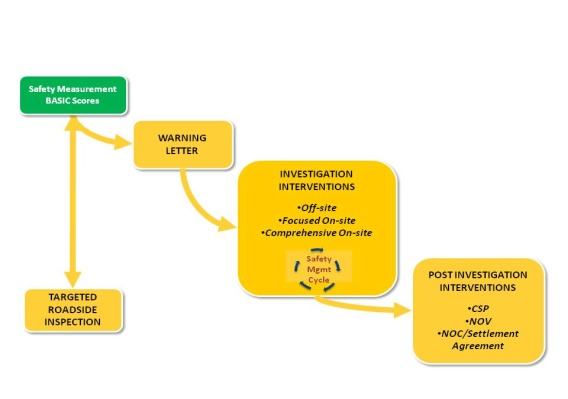 Safety Measurement
BASIC Scores
WARNING
LETTER
INVESTIGATION
INTERVENTIONS
•Off-site
•Focused On-site
•Comprehensive On-site
Safety
Mgmt
Cycle
TARGETED
ROADSIDE
INSPECTION
POST INVESTIGATION
INTERVENTIONS
•CSP
•NOV
•NOC/Settlement
Agreement